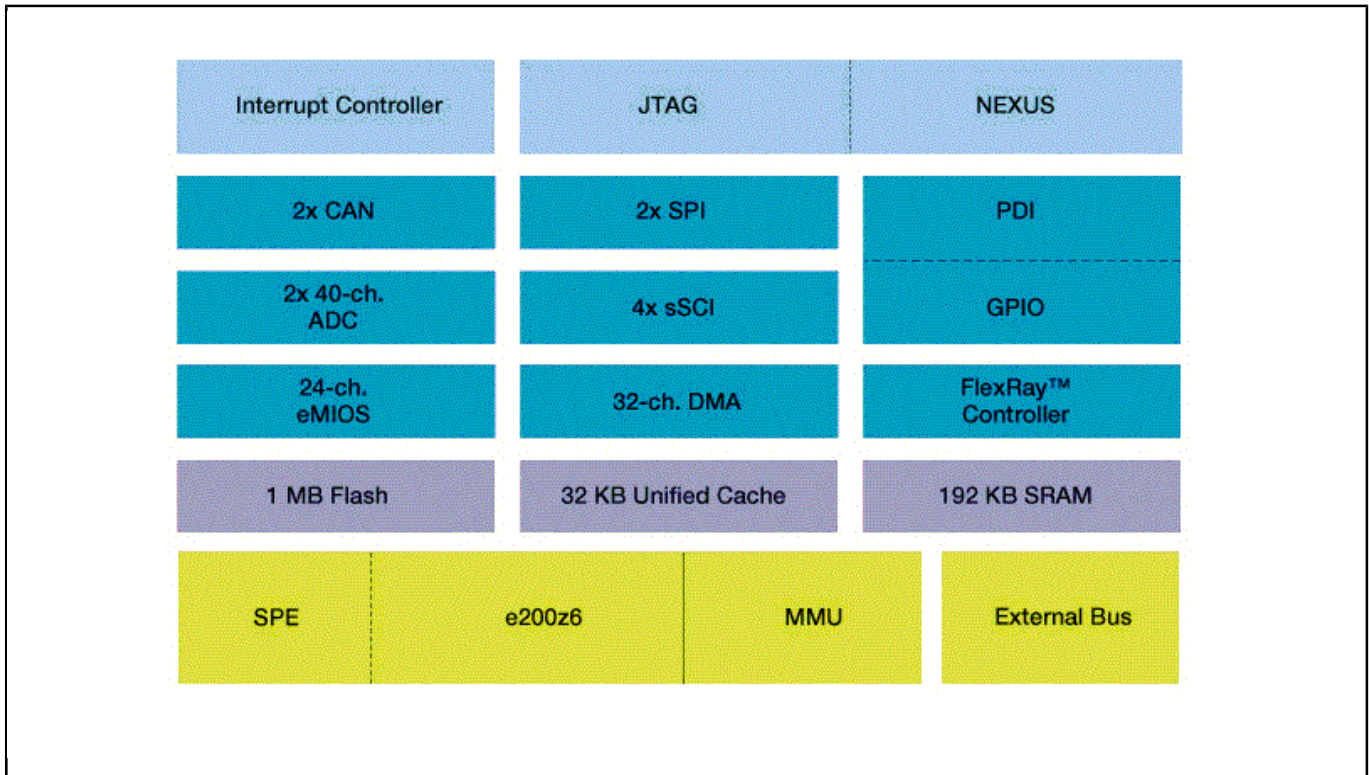 Interrupt Controller
JTAG
NEXUS
2x CAN
2x SPI
PDI
2x 40-ch.
ADC
4x sSCI
GPIO
24-ch.
eMIOS
32-ch. DMA
FlexRay™
Controller
1 MB Flash
32 KB Unified Cache
192 KB SRAM
SPE
e200z6
MMU
External Bus